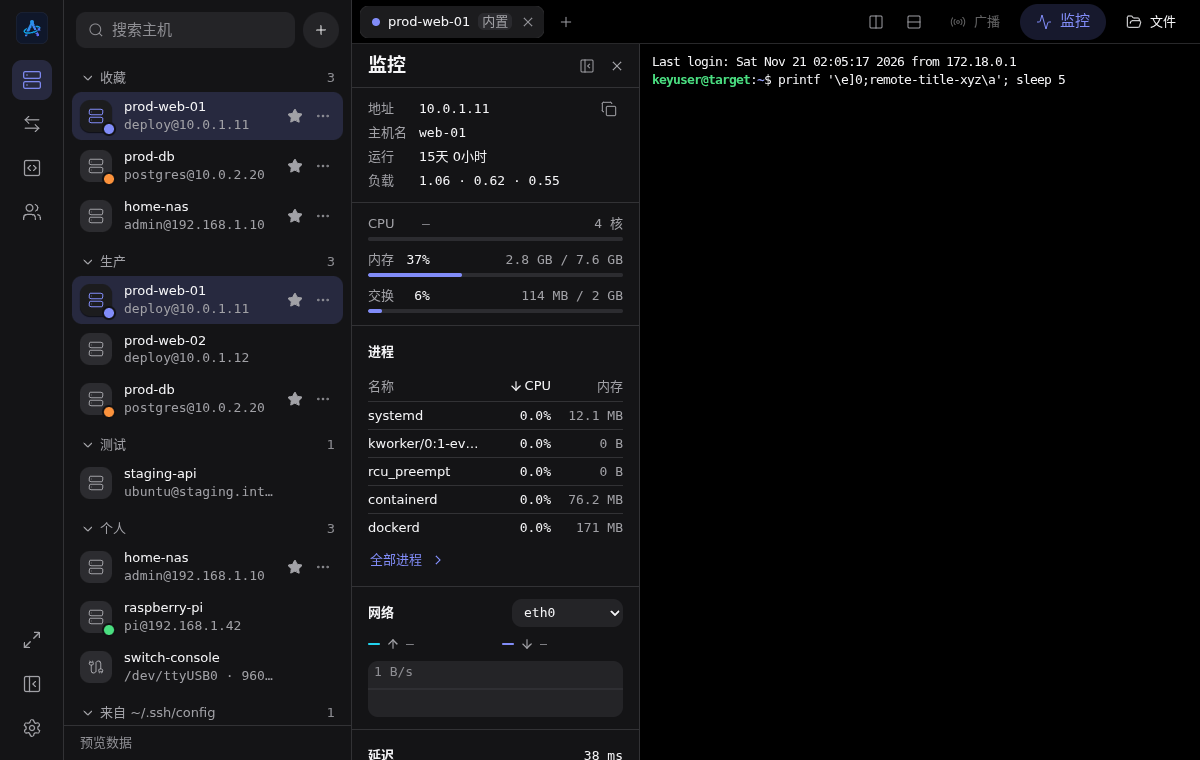 搜索主机
收藏 3
prod-web-01
deploy@10.0.1.11
prod-db
postgres@10.0.2.20
home-nas
admin@192.168.1.10
生产 3
prod-web-01
deploy@10.0.1.11
prod-web-02
deploy@10.0.1.12
prod-db
postgres@10.0.2.20
测试 1
staging-api
ubuntu@staging.int…
个人 3
home-nas
admin@192.168.1.10
raspberry-pi
pi@192.168.1.42
switch-console
/dev/ttyUSB0 · 960…
来自 ~/.ssh/config 1
预览数据
prod-web-01 内置
广播 监控 文件
监控
地址 10.0.1.11
主机名 web-01
运行 15天 0小时
负载 1.06 · 0.62 · 0.55
CPU — 4 核
内存 37% 2.8 GB / 7.6 GB
交换 6% 114 MB / 2 GB
进程
名称 CPU 内存
systemd 0.0% 12.1 MB
kworker/0:1-ev… 0.0% 0 B
rcu_preempt 0.0% 0 B
containerd 0.0% 76.2 MB
dockerd 0.0% 171 MB
全部进程
网络 eth0
↑ — ↓ —
1 B/s
延迟 38 ms
Last login: Sat Nov 21 02:05:17 2026 from 172.18.0.1
keyuser@target:~$ printf '\e]0;remote-title-xyz\a'; sleep 5